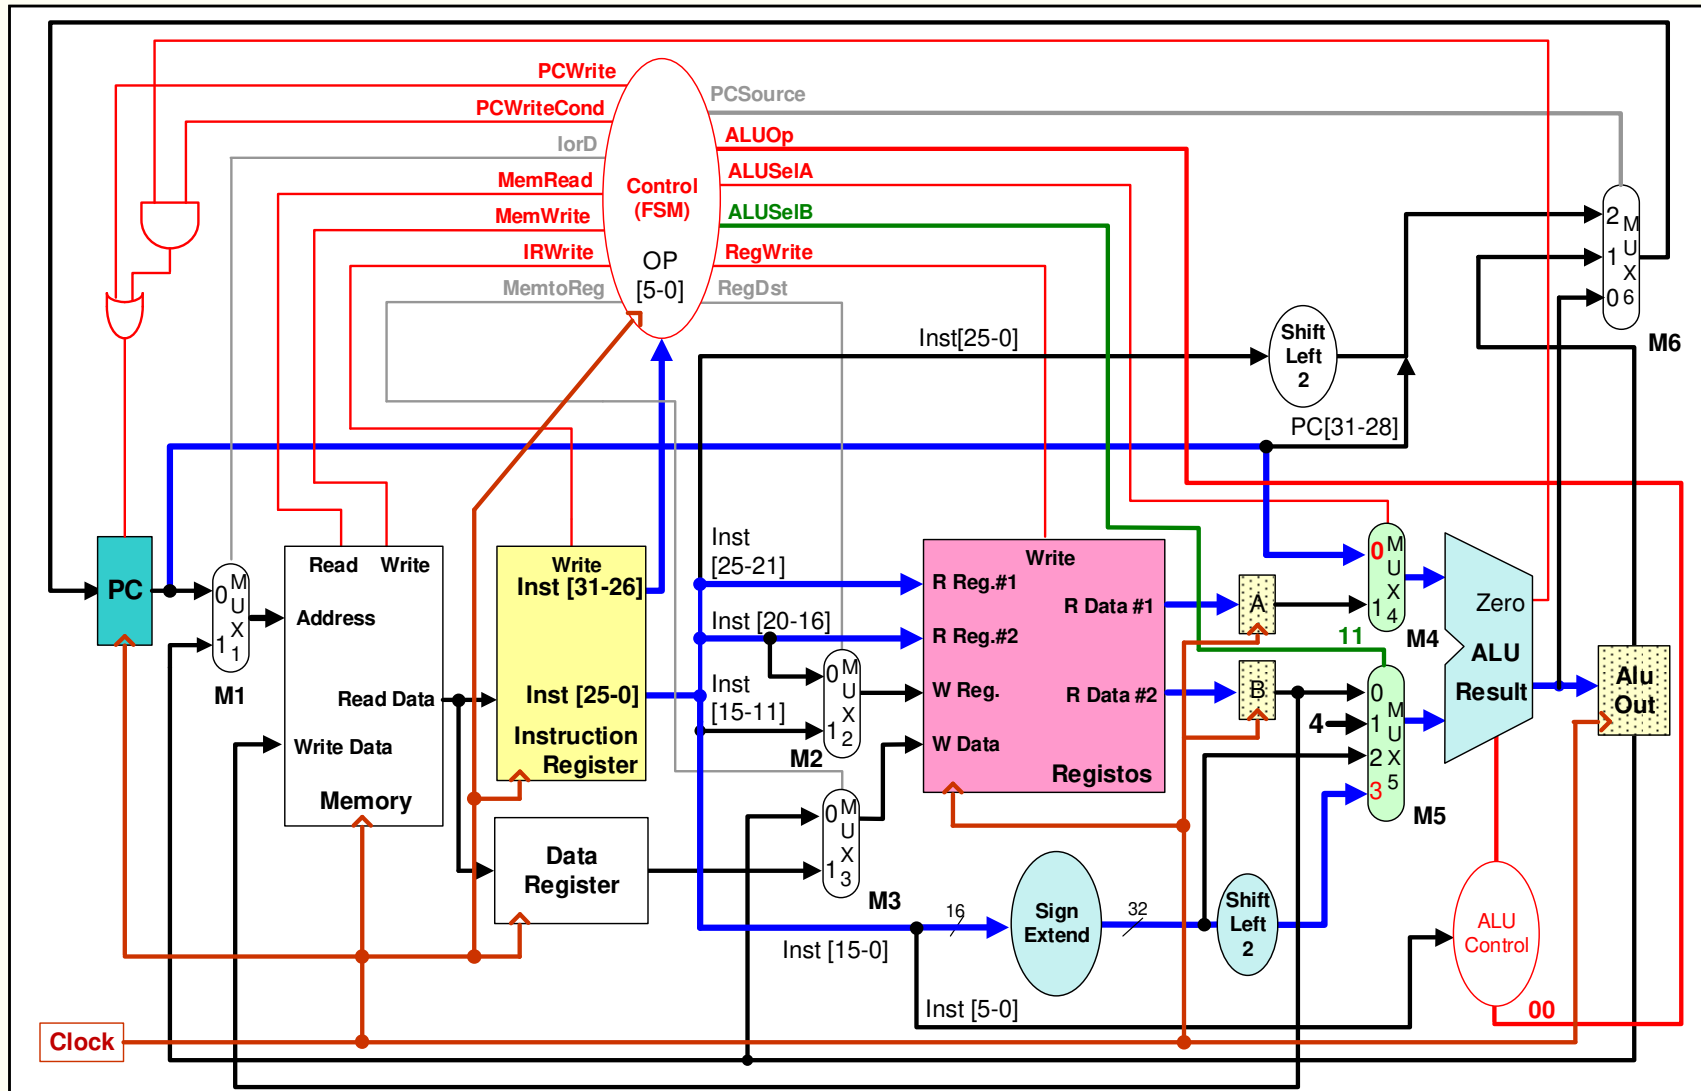 PCWrite
PCWriteCond
IorD
MemRead
MemWrite
IRWrite
MemtoReg
Control
(FSM)
OP
[5-0]
PCSource
ALUOp
ALUSelA
ALUSelB
RegWrite
RegDst
2
1
0
M
U
X
6
M6
Inst[25-0]
Shift
Left
2
PC[31-28]
PC
0
1
M
U
X
1
M1
Read Write
Address
Read Data
Write Data
Memory
Write
Inst [31-26]
Inst [25-0]
Instruction
Register
Data
Register
Inst
[25-21]
Inst [20-16]
Inst
[15-11]
0
1
M
U
X
2
M2
0
1
M
U
X
3
M3
Write
R Reg.#1
R Reg.#2
W Reg.
W Data
R Data #1
R Data #2
Registos
A
B
0
1
M
U
X
4
M4
11
4
0
1
2
3
M
U
X
5
M5
Zero
ALU
Result
Alu
Out
Inst [15-0]
16
Sign
Extend
32
Shift
Left
2
ALU
Control
Inst [5-0]
00
Clock